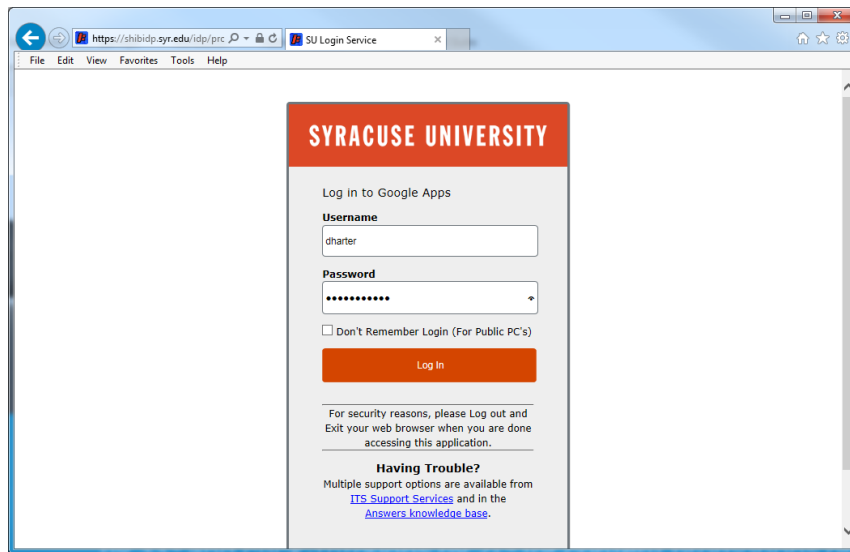 https://shibidp.syr.edu/idp/prc
SU Login Service
File Edit View Favorites Tools Help
SYRACUSE UNIVERSITY
Log in to Google Apps
Username
dharter
Password
•••••••••••
Don't Remember Login (For Public PC's)
Log In
For security reasons, please Log out and
Exit your web browser when you are done
accessing this application.
Having Trouble?
Multiple support options are available from
ITS Support Services and in the
Answers knowledge base.